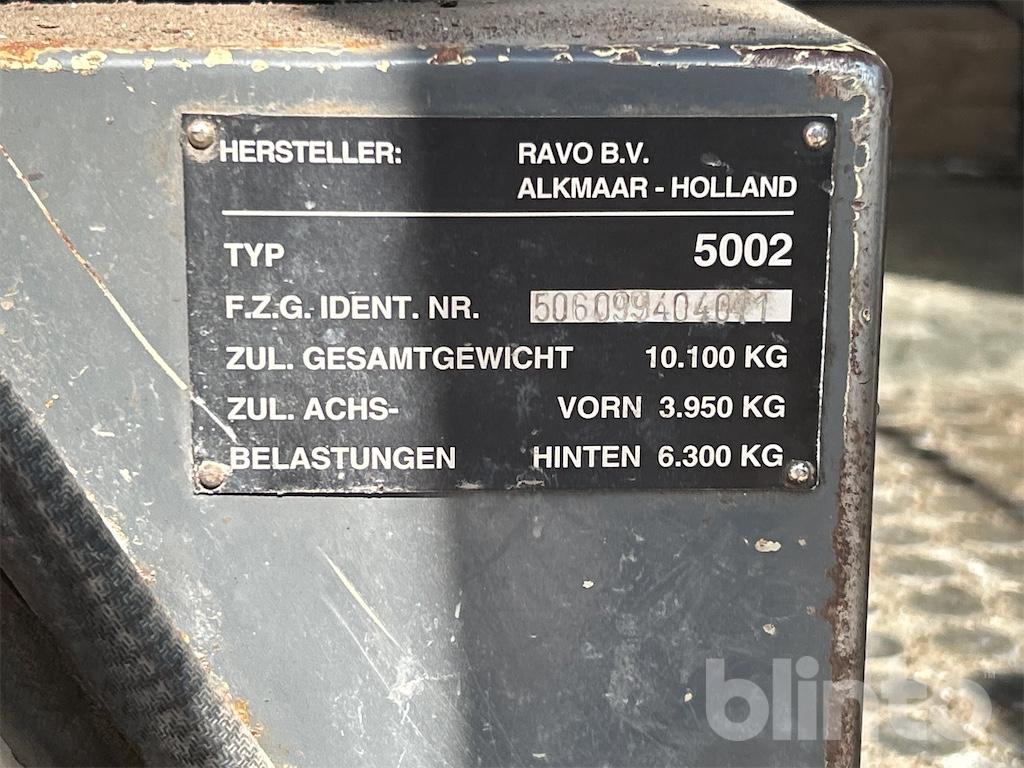 HERSTELLER: RAVO B.V.
ALKMAAR - HOLLAND
TYP 5002
F.Z.G. IDENT. NR.
ZUL. GESAMTGEWICHT 10.100 KG
ZUL. ACHS- VORN 3.950 KG
BELASTUNGEN HINTEN 6.300 KG
blinto™